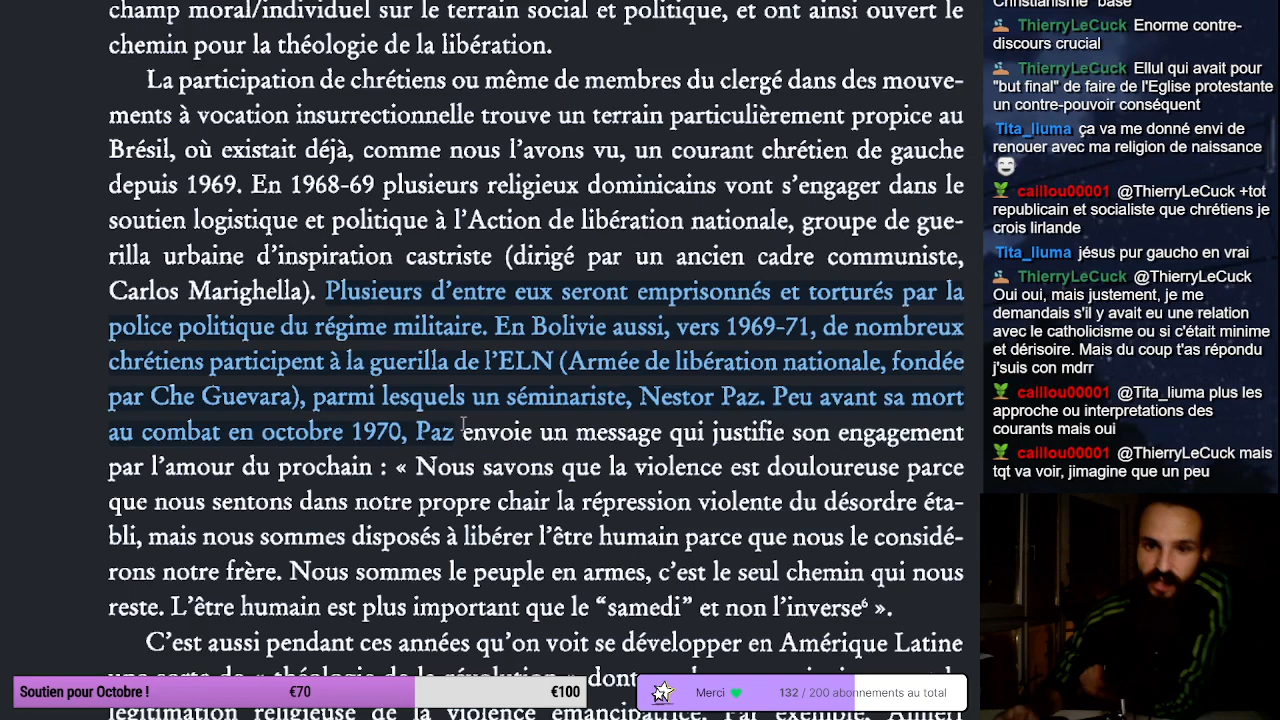 champ moral/individuel sur le terrain social et politique, et ont ainsi ouvert le
chemin pour la théologie de la libération.
La participation de chrétiens ou même de membres du clergé dans des mouve-
ments à vocation insurrectionnelle trouve un terrain particulièrement propice au
Brésil, où existait déjà, comme nous l’avons vu, un courant chrétien de gauche
depuis 1969. En 1968-69 plusieurs religieux dominicains vont s’engager dans le
soutien logistique et politique à l’Action de libération nationale, groupe de gue-
rilla urbaine d’inspiration castriste (dirigé par un ancien cadre communiste,
Carlos Marighella). Plusieurs d’entre eux seront emprisonnés et torturés par la
police politique du régime militaire. En Bolivie aussi, vers 1969-71, de nombreux
chrétiens participent à la guerilla de l’ELN (Armée de libération nationale, fondée
par Che Guevara), parmi lesquels un séminariste, Nestor Paz. Peu avant sa mort
au combat en octobre 1970, Paz envoie un message qui justifie son engagement
par l’amour du prochain : « Nous savons que la violence est douloureuse parce
que nous sentons dans notre propre chair la répression violente du désordre éta-
bli, mais nous sommes disposés à libérer l’être humain parce que nous le considé-
rons notre frère. Nous sommes le peuple en armes, c’est le seul chemin qui nous
reste. L’être humain est plus important que le “samedi” et non l’inverse⁶ ».
C’est aussi pendant ces années qu’on voit se développer en Amérique Latine
une sorte de « théologie de la révolution » dont
légitimation religieuse de la violence émancipatrice. Par exemple,
Soutien pour Octobre ! €70 €100
Merci 132 / 200 abonnements au total
Christianisme "base"
ThierryLeCuck Enorme contre-
discours crucial
ThierryLeCuck Ellul qui avait pour
"but final" de faire de l'Eglise protestante
un contre-pouvoir conséquent
Tita_liuma ça va me donné envi de
renouer avec ma religion de naissance
caillou00001 @ThierryLeCuck +tot
republicain et socialiste que chrétiens je
crois lirlande
Tita_liuma jésus pur gaucho en vrai
ThierryLeCuck @ThierryLeCuck
Oui oui, mais justement, je me
demandais s'il y avait eu une relation
avec le catholicisme ou si c'était minime
et dérisoire. Mais du coup t'as répondu
j'suis con mdrr
caillou00001 @Tita_liuma plus les
approche ou interpretations des
courants mais oui
caillou00001 @ThierryLeCuck mais
tqt va voir, jimagine que un peu